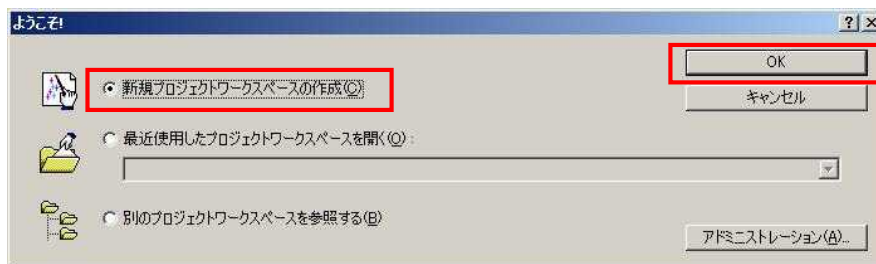 ようこそ!
新規プロジェクトワークスペースの作成(C)
OK
キャンセル
最近使用したプロジェクトワークスペースを開く(O):
別のプロジェクトワークスペースを参照する(B)
アドミニストレーション(A)...